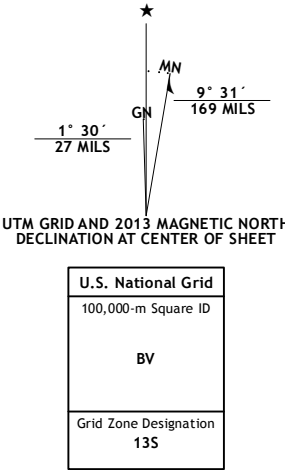 ★
MN
GN
9° 31´
169 MILS
1° 30´
27 MILS
UTM GRID AND 2013 MAGNETIC NORTH
DECLINATION AT CENTER OF SHEET
U.S. National Grid
100,000-m Square ID
BV
Grid Zone Designation
13S